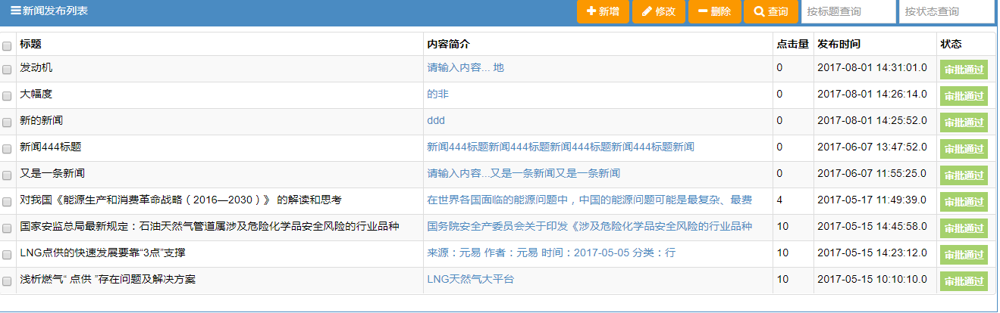 新闻发布列表 新增 修改 删除 查询 按标题查询 按状态查询
标题 内容简介 点击量 发布时间 状态
发动机 请输入内容... 地 0 2017-08-01 14:31:01.0 审批通过
大幅度 的非 0 2017-08-01 14:26:14.0 审批通过
新的新闻 ddd 0 2017-08-01 14:25:52.0 审批通过
新闻444标题 新闻444标题新闻444标题新闻444标题新闻444标题新闻 0 2017-06-07 13:47:52.0 审批通过
又是一条新闻 请输入内容...又是一条新闻又是一条新闻 0 2017-06-07 11:55:25.0 审批通过
对我国《能源生产和消费革命战略（2016—2030）》 的解读和思考 在世界各国面临的能源问题中，中国的能源问题可能是最复杂、最费 4 2017-05-17 11:49:39.0 审批通过
国家安监总局最新规定：石油天然气管道属涉及危险化学品安全风险的行业品种 国务院安全产委员会关于印发《涉及危险化学品安全风险的行业品种 10 2017-05-15 14:45:58.0 审批通过
LNG点供的快速发展要靠“3点”支撑 来源：元易 作者：元易 时间：2017-05-05 分类：行 10 2017-05-15 14:23:12.0 审批通过
浅析燃气“ 点供 ”存在问题及解决方案 LNG天然气大平台 10 2017-05-15 10:10:10.0 审批通过